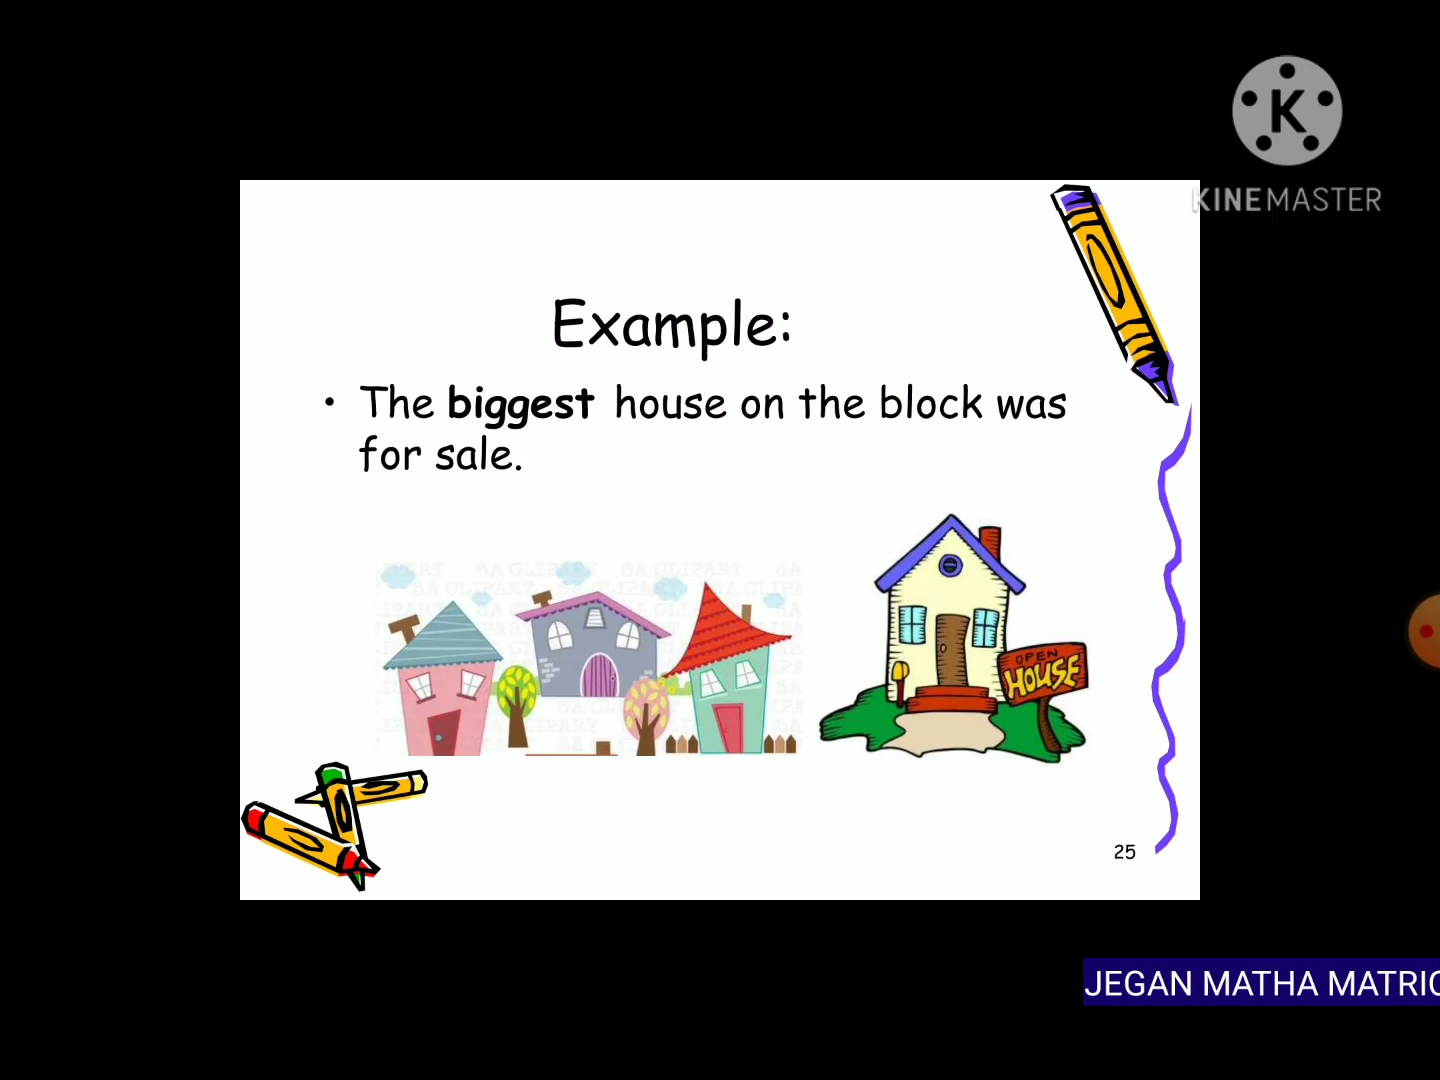 K
KINEMASTER
Example:
• The biggest house on the block was
for sale.
OPEN
HOUSE
25
JEGAN MATHA MATRIC